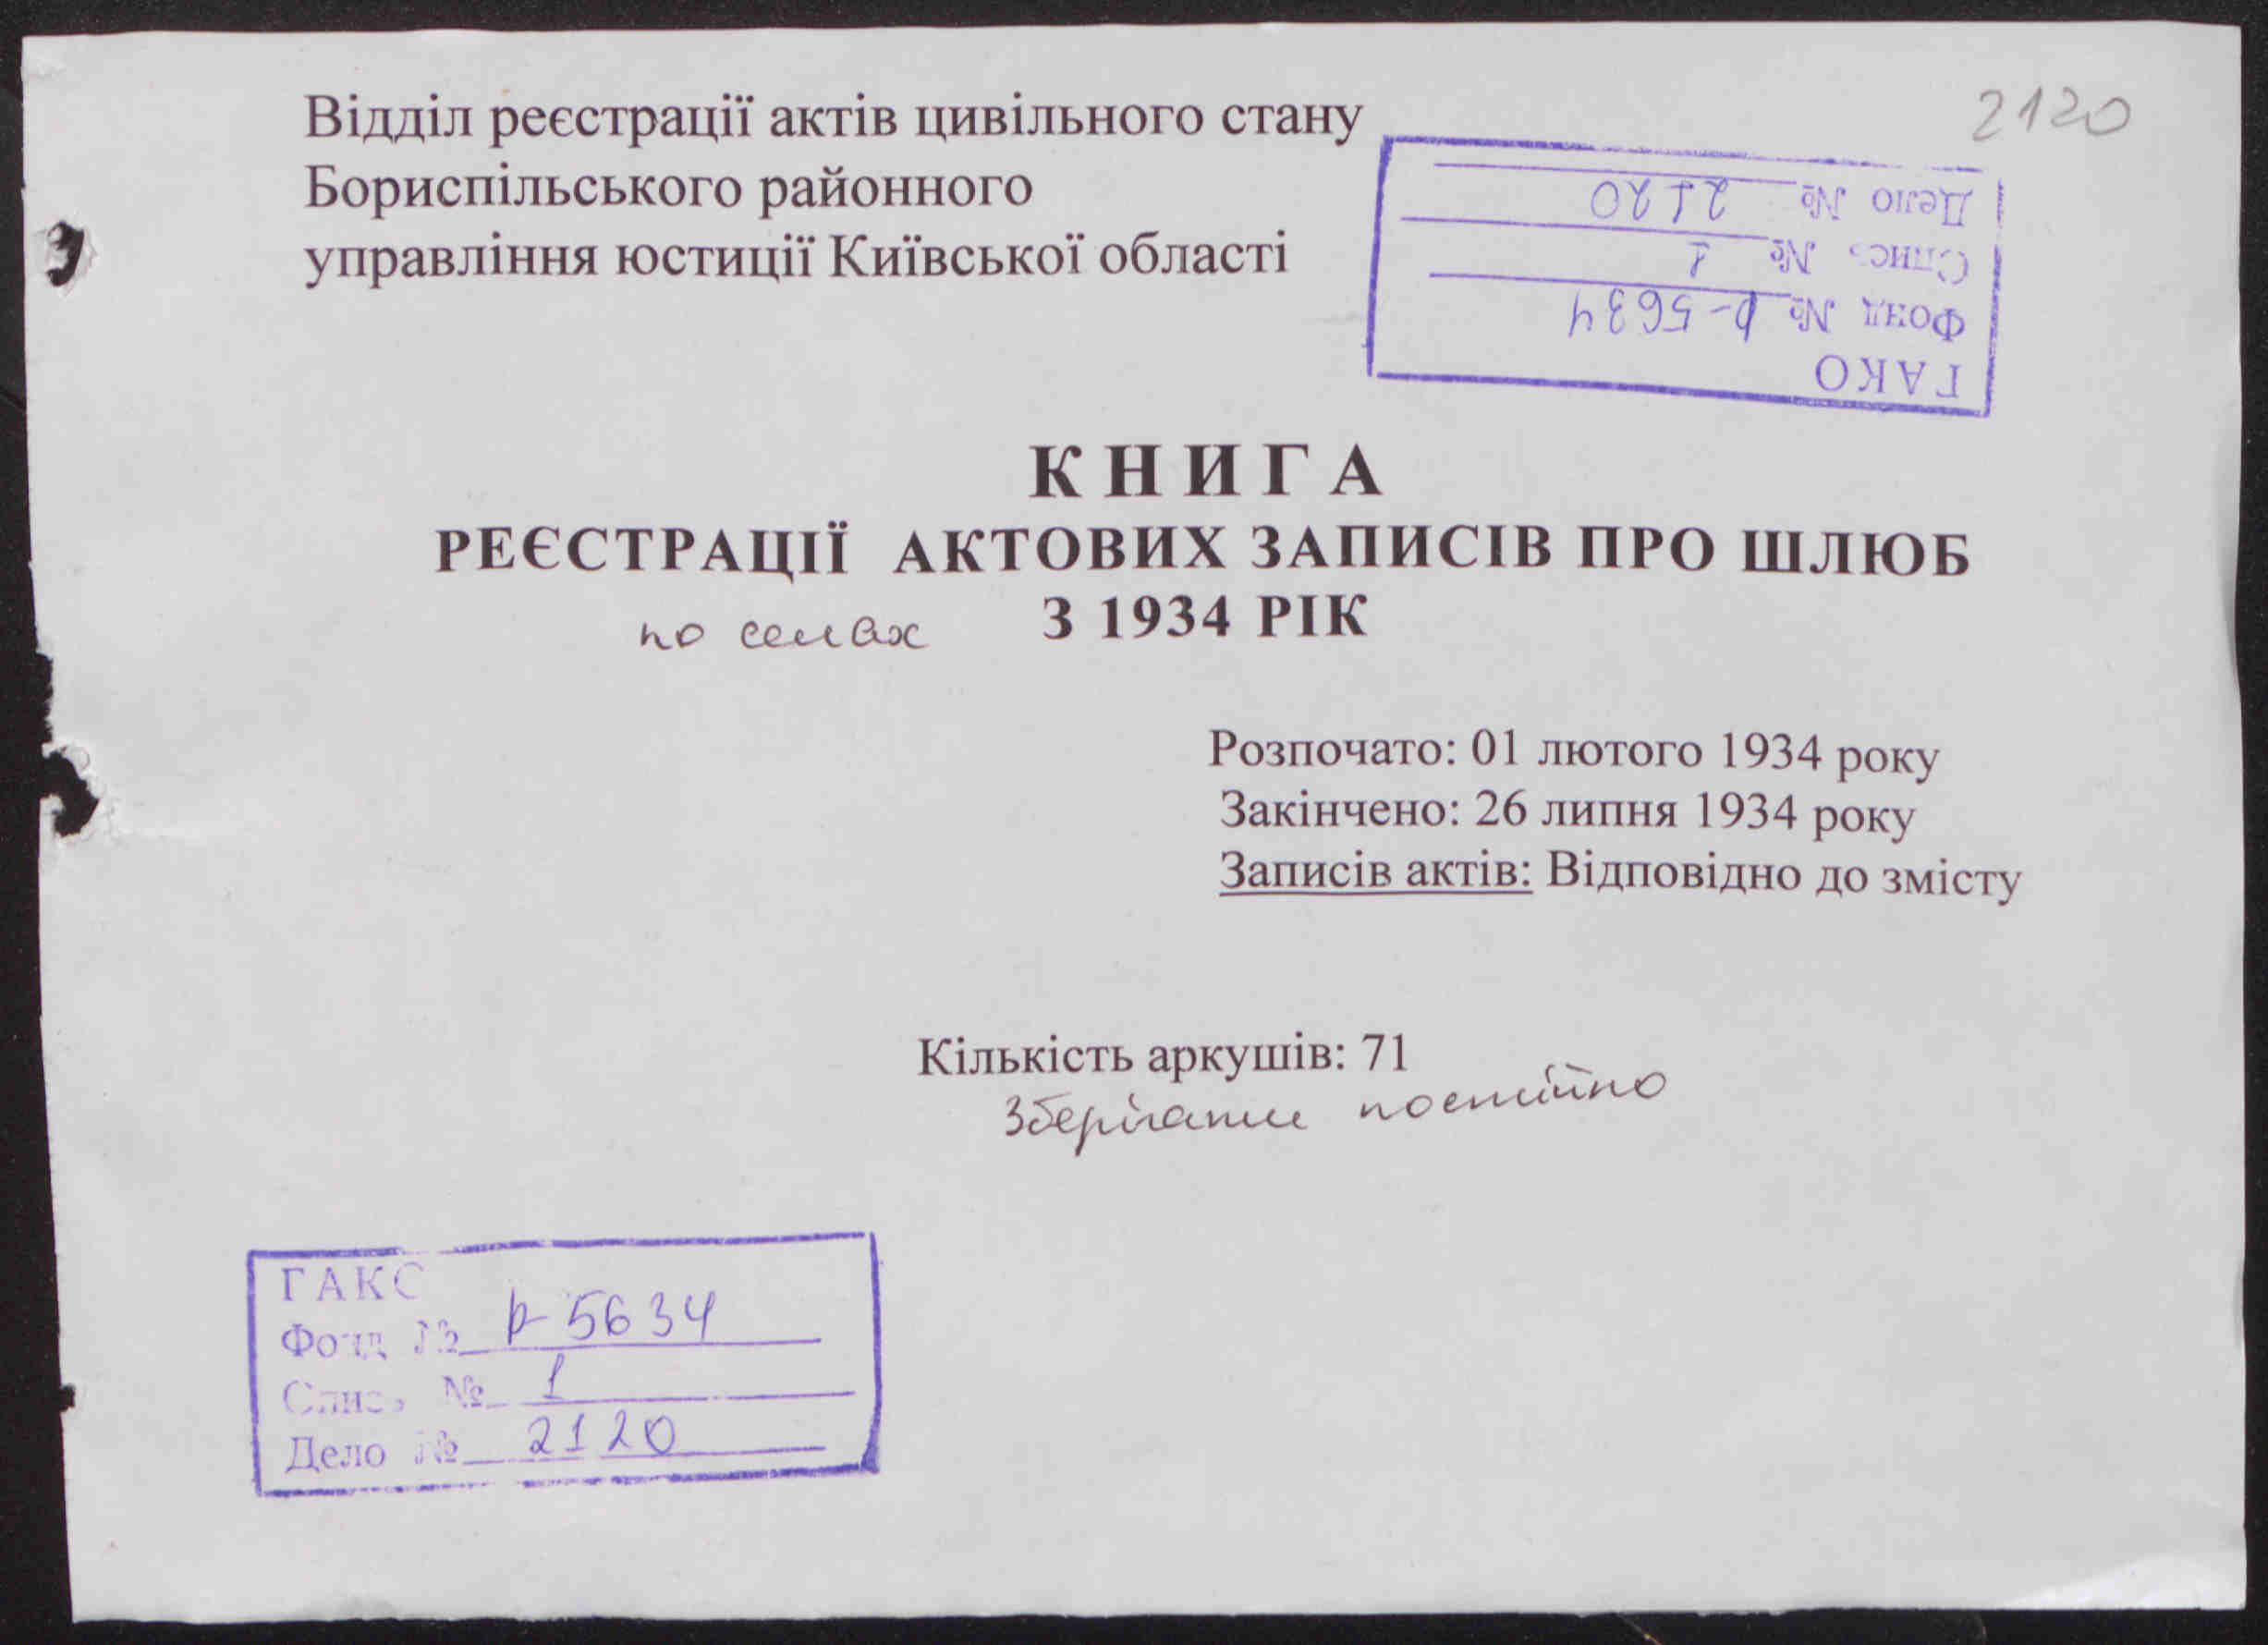 2120
Відділ реєстрації актів цивільного стану
Бориспільського районного
управління юстиції Київської області
ГАКО
Фонд № р-5634
Опись № 1
Дело № 2120
КНИГА
РЕЄСТРАЦІЇ АКТОВИХ ЗАПИСІВ ПРО ШЛЮБ
по селах З 1934 РІК
Розпочато: 01 лютого 1934 року
Закінчено: 26 липня 1934 року
Записів актів: Відповідно до змісту
Кількість аркушів: 71
Зберігати постійно
ГАКО
Фонд № р-5634
Опись № 1
Дело № 2120